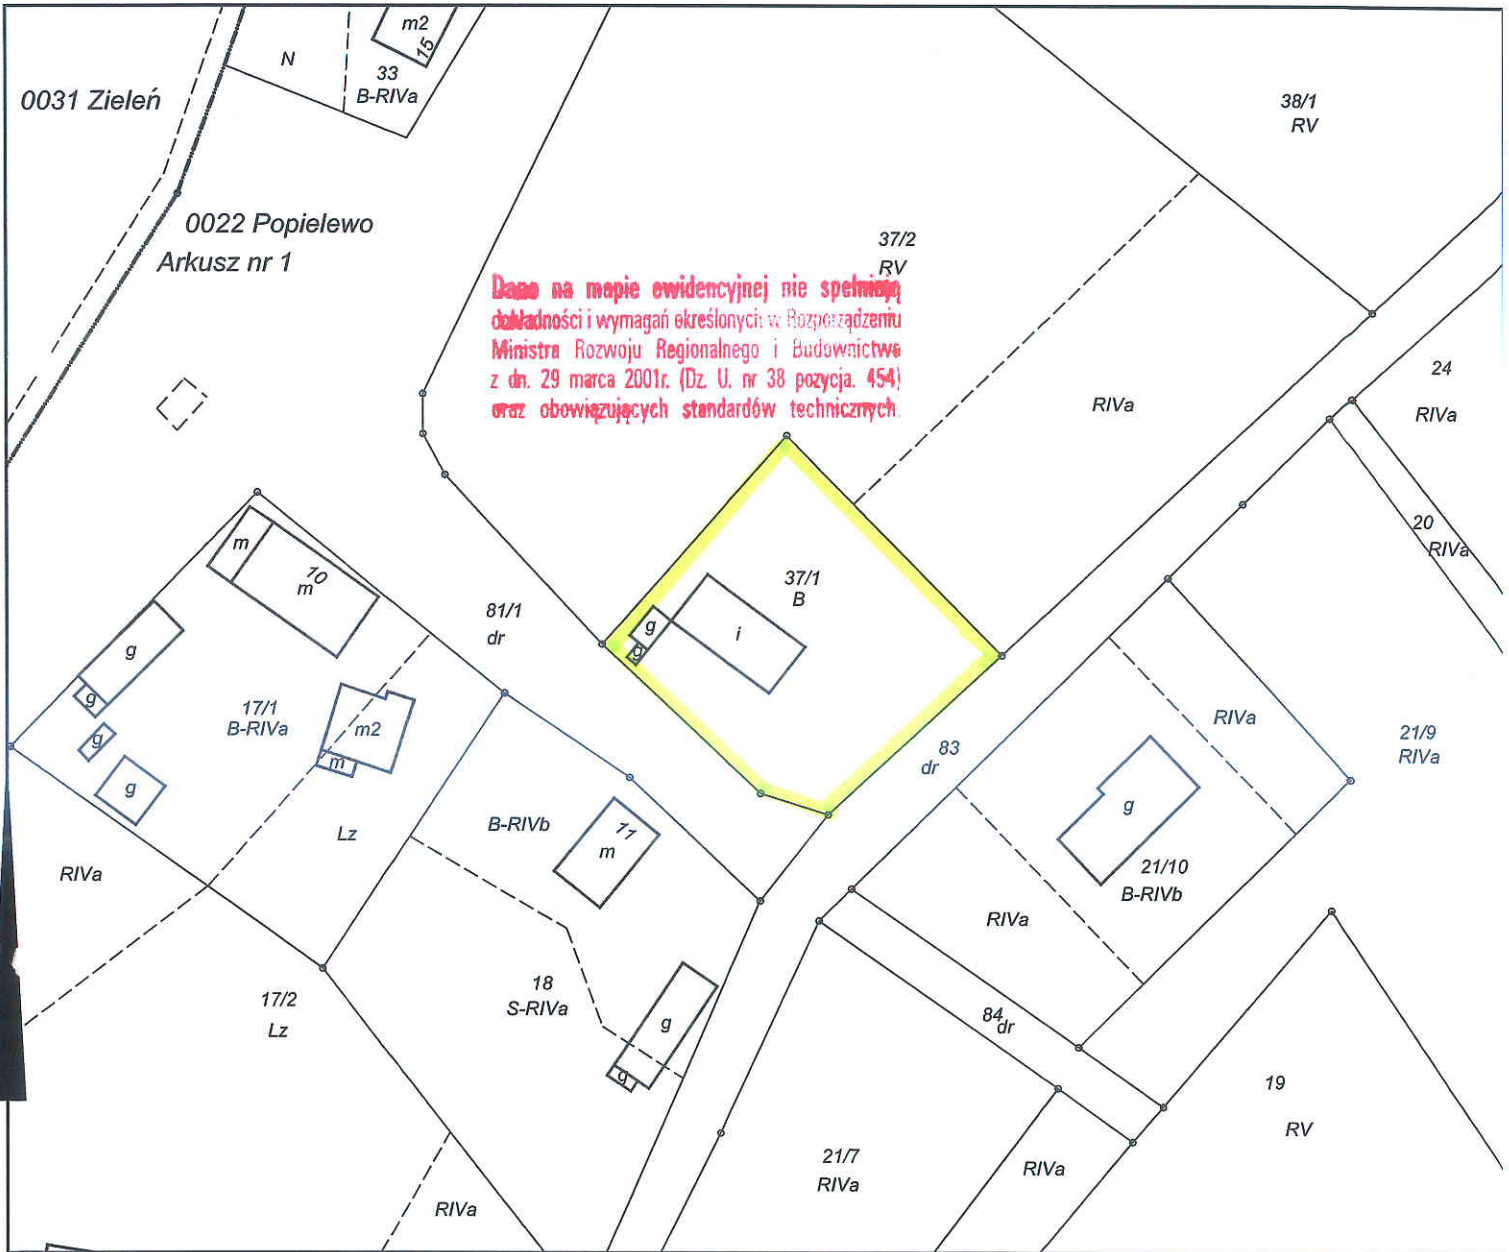 m2
15
N
33
B-RIVa
0031 Zieleń
38/1
RV
0022 Popielewo
Arkusz nr 1
37/2
RV
Dane na mapie ewidencyjnej nie spełniają
dokładności i wymagań określonych w Rozporządzeniu
Ministra Rozwoju Regionalnego i Budownictwa
z dn. 29 marca 2001r. (Dz. U. nr 38 pozycja. 454)
oraz obowiązujących standardów technicznych.
24
RIVa
RIVa
20
RIVa
m
10
m
37/1
B
81/1
dr
g
i
g
g
g
17/1
B-RIVa
m2
m
g
g
RIVa
21/9
RIVa
83
dr
Lz
B-RIVb
11
m
g
21/10
B-RIVb
RIVa
RIVa
18
S-RIVa
17/2
Lz
g
g
84
dr
19
RV
21/7
RIVa
RIVa
RIVa